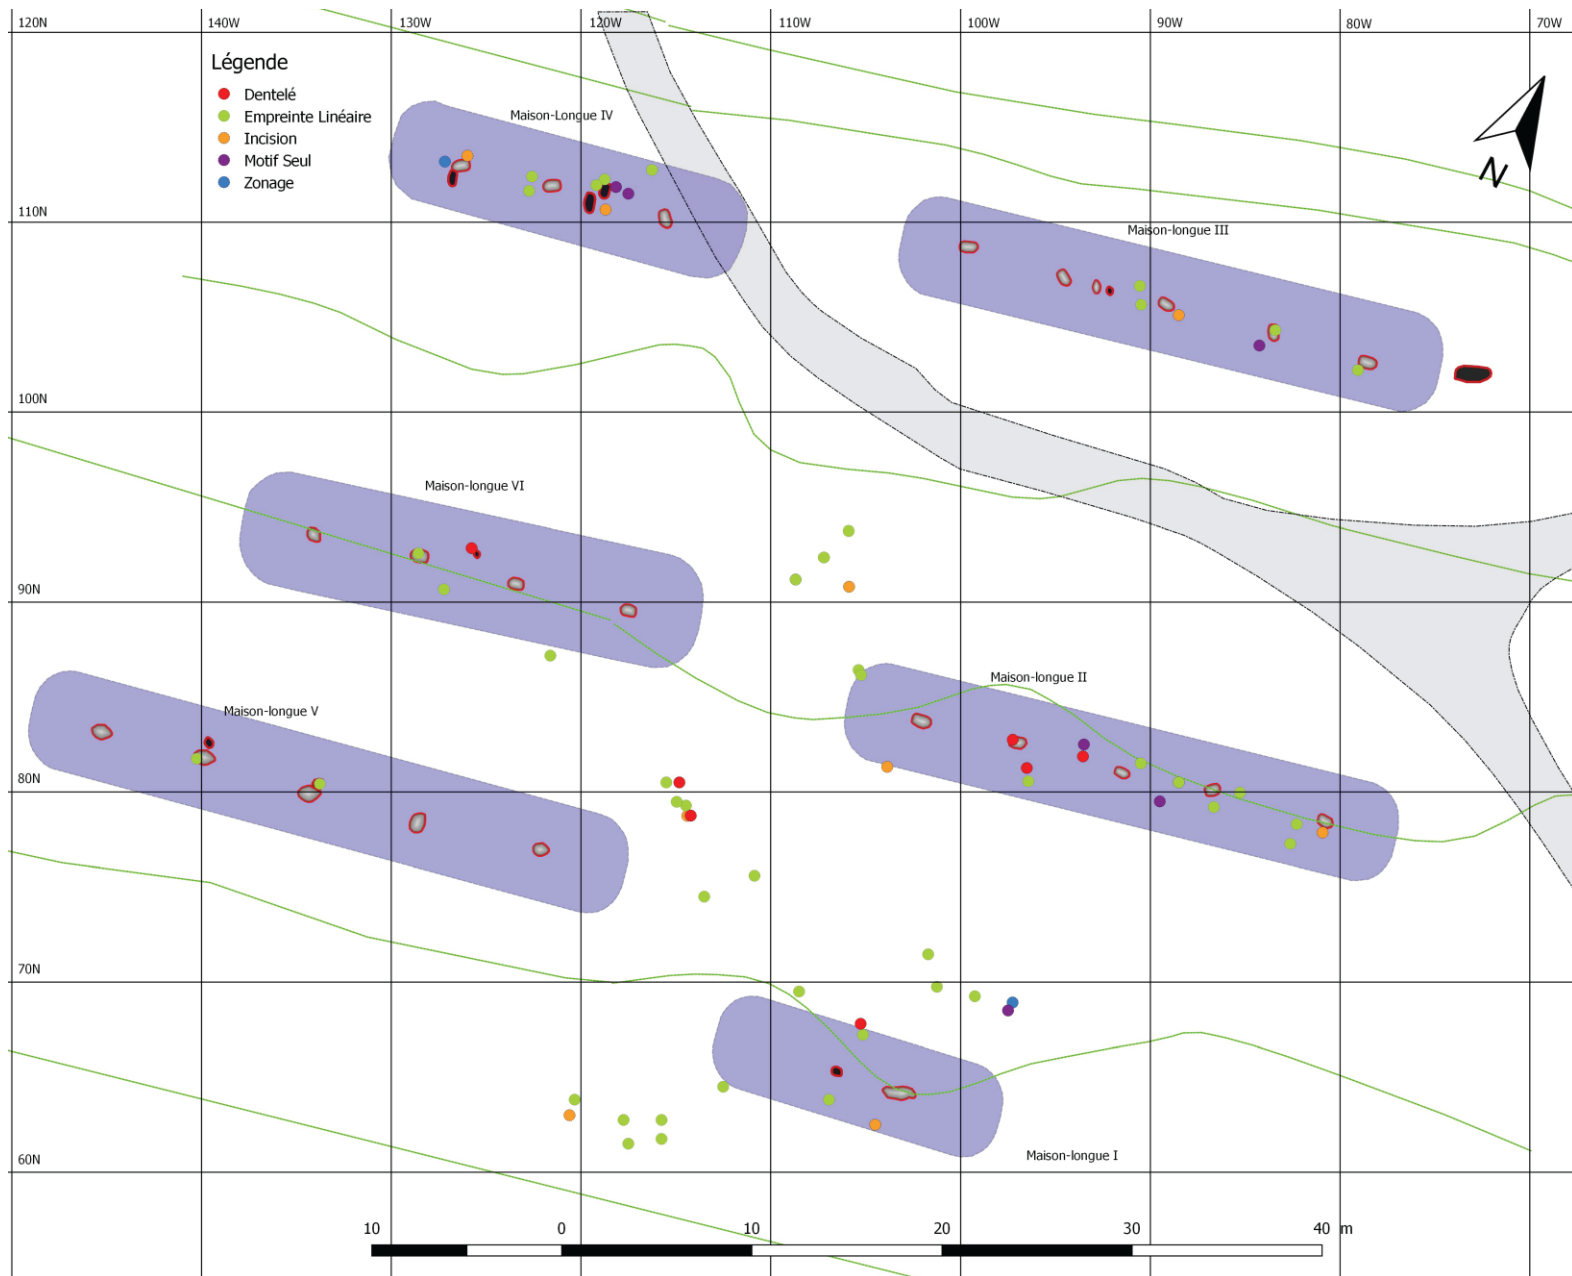 120N 140W 130W 120W 110W 100W 90W 80W 70W
Légende
Dentelé
Empreinte Linéaire
Incision
Motif Seul
Zonage
Maison-Longue IV
N
110N
Maison-longue III
100N
Maison-longue VI
90N
Maison-longue II
Maison-longue V
80N
70N
Maison-longue I
60N
10 0 10 20 30 40 m